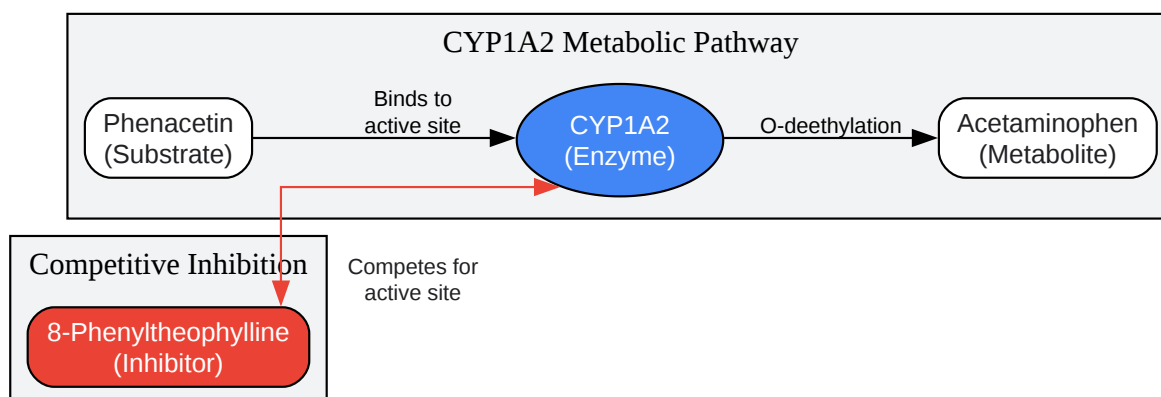 CYP1A2 Metabolic Pathway
Phenacetin
(Substrate)
Binds to
active site
CYP1A2
(Enzyme)
O-deethylation
Acetaminophen
(Metabolite)
Competitive Inhibition
8-Phenyltheophylline
(Inhibitor)
Competes for
active site